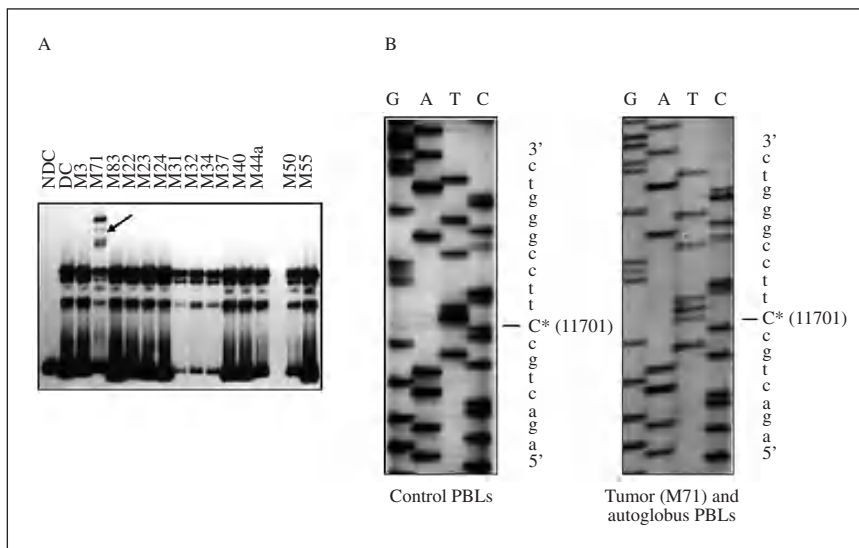 A
NDC
DC
M3
M71
M83
M22
M23
M24
M31
M32
M34
M37
M40
M44a
M50
M55
B
G A T C
3'
c
t
g
g
g
c
c
t
t
C* (11701)
c
g
t
c
a
g
a
5'
Control PBLs
G A T C
3'
c
t
g
g
g
c
c
t
t
C* (11701)
c
g
t
c
a
g
a
5'
Tumor (M71) and
autoglobus PBLs